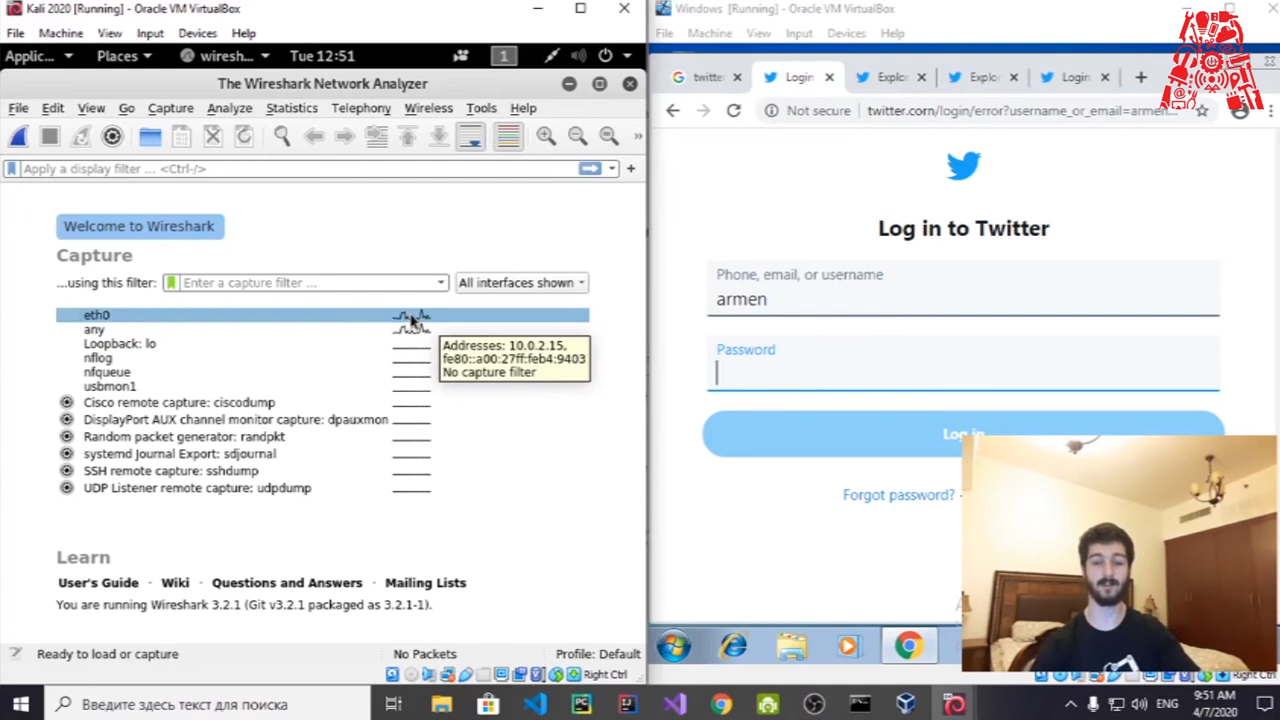 Kali 2020 [Running] - Oracle VM VirtualBox
File Machine View Input Devices Help
Applic... Places wiresh... Tue 12:51 1
The Wireshark Network Analyzer
File Edit View Go Capture Analyze Statistics Telephony Wireless Tools Help
Apply a display filter ... <Ctrl-/>
Welcome to Wireshark
Capture
...using this filter: Enter a capture filter ... All interfaces shown
eth0
any
Loopback: lo
nflog
nfqueue
usbmon1
Cisco remote capture: ciscodump
DisplayPort AUX channel monitor capture: dpauxmon
Random packet generator: randpkt
systemd Journal Export: sdjournal
SSH remote capture: sshdump
UDP Listener remote capture: udpdump
Addresses: 10.0.2.15,
fe80::a00:27ff:feb4:9403
No capture filter
Learn
User's Guide · Wiki · Questions and Answers · Mailing Lists
You are running Wireshark 3.2.1 (Git v3.2.1 packaged as 3.2.1-1).
Ready to load or capture No Packets Profile: Default
Right Ctrl
Windows [Running] - Oracle VM VirtualBox
File Machine View Input Devices Help
twitte Login Explor Explor Login
Not secure twitter.com/login/error?username_or_email=armen...
Log in to Twitter
Phone, email, or username
armen
Password
Log in
Forgot password? ·
Right Ctrl
Введите здесь текст для поиска
ENG
9:51 AM
4/7/2020